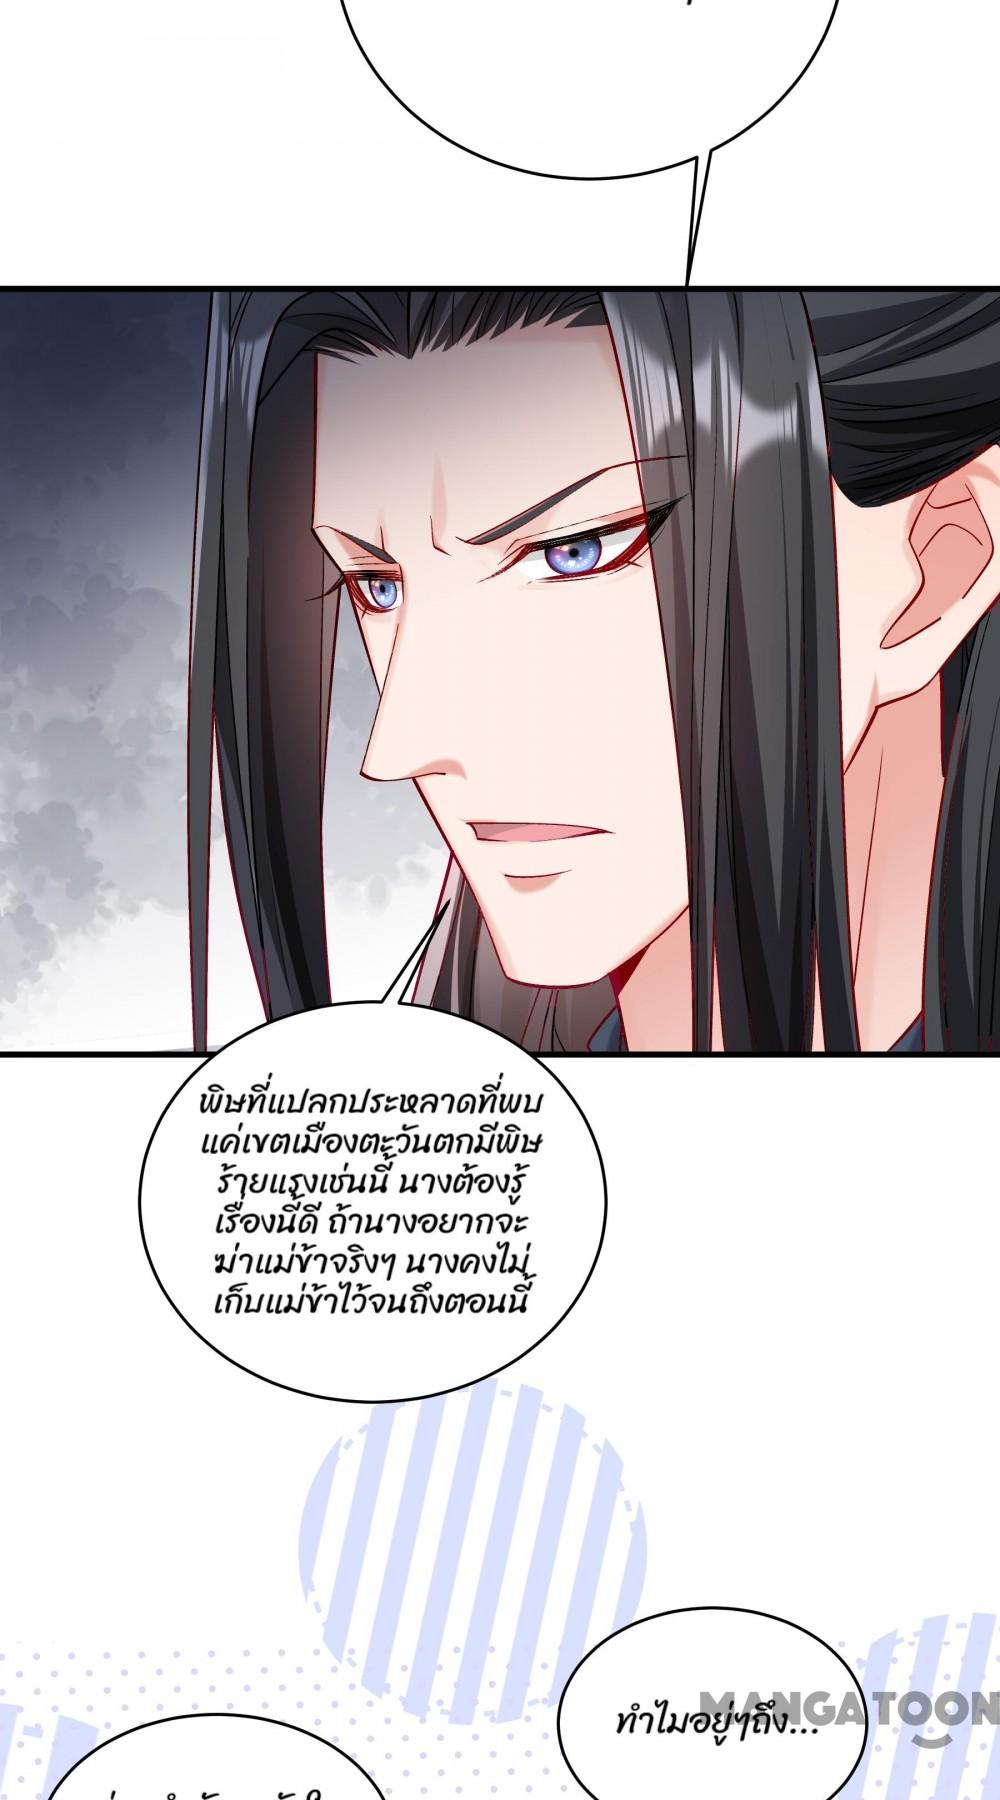 พิษที่แปลกประหลาดที่พบ
แค่เขตเมืองตะวันตกมีพิษ
ร้ายแรงเช่นนี้ นางต้องรู้
เรื่องนี้ดี ถ้านางอยากจะ
ฆ่าแม่ข้าจริงๆ นางคงไม่
เก็บแม่ข้าไว้จนถึงตอนนี้
ทำไมอยู่ๆถึง...
MANGATOON